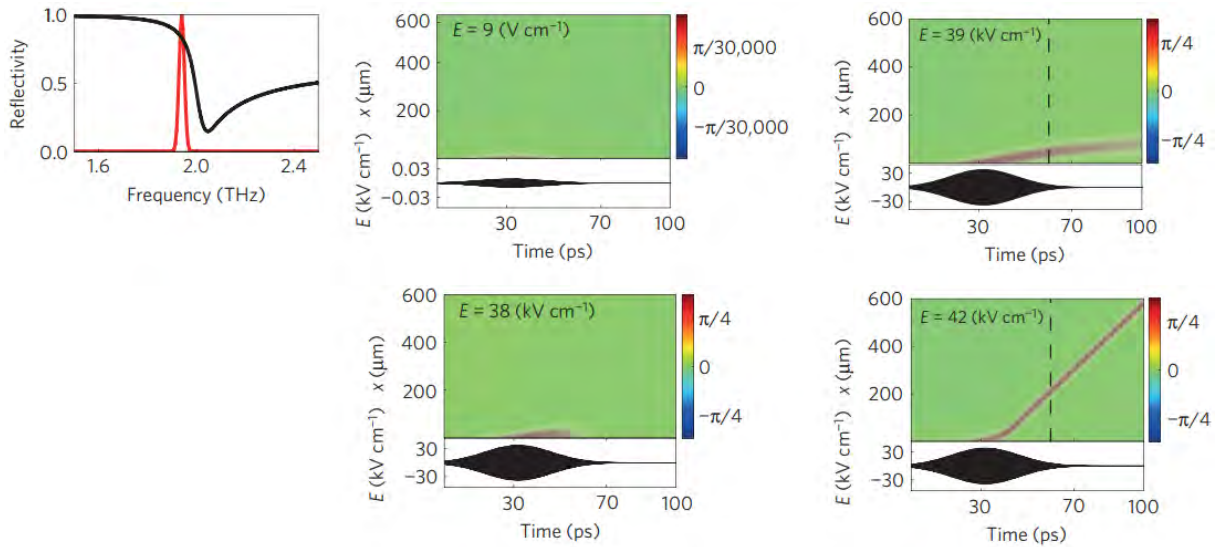 1.0
0.5
0.0
Reflectivity
1.6
2.0
2.4
Frequency (THz)
E = 9 (V cm⁻¹)
600
400
200
x (μm)
π/30,000
0
−π/30,000
0.03
−0.03
E (kV cm⁻¹)
30
70
100
Time (ps)
E = 39 (kV cm⁻¹)
600
400
200
x (μm)
π/4
0
−π/4
30
−30
E (kV cm⁻¹)
30
70
100
Time (ps)
E = 38 (kV cm⁻¹)
600
400
200
x (μm)
π/4
0
−π/4
30
−30
E (kV cm⁻¹)
30
70
100
Time (ps)
E = 42 (kV cm⁻¹)
600
400
200
x (μm)
π/4
0
−π/4
30
−30
E (kV cm⁻¹)
30
70
100
Time (ps)